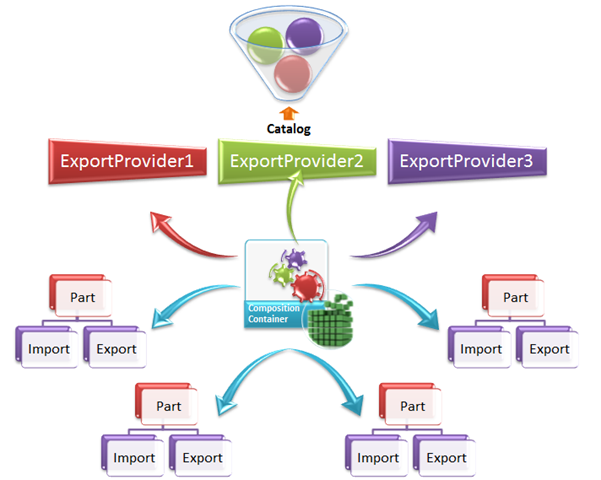 Catalog
ExportProvider1
ExportProvider2
ExportProvider3
Composition
Container
Part
Import
Export
Part
Import
Export
Part
Import
Export
Part
Import
Export